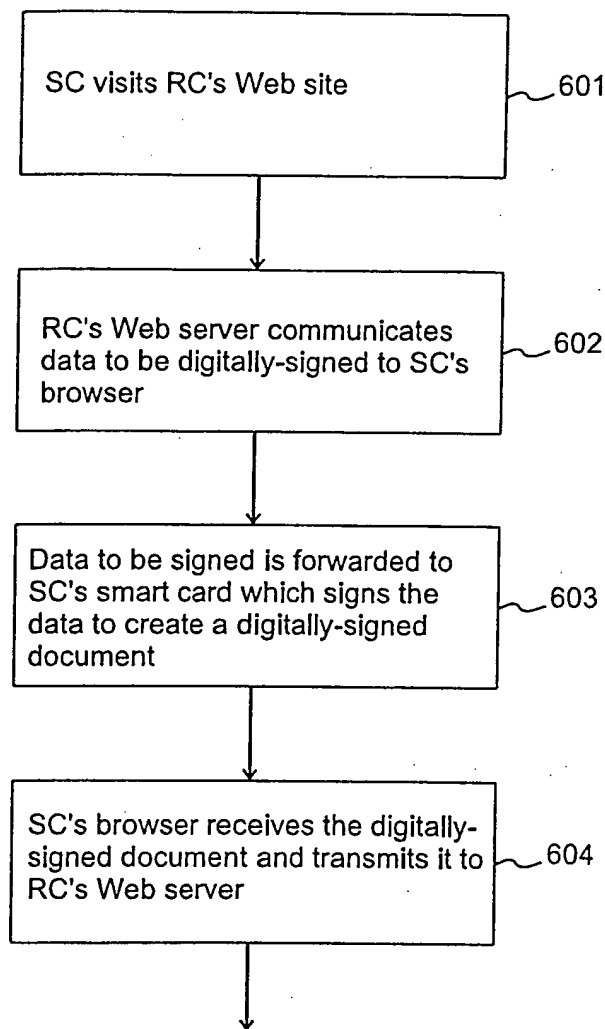 SC visits RC's Web site
601
RC's Web server communicates
data to be digitally-signed to SC's
browser
602
Data to be signed is forwarded to
SC's smart card which signs the
data to create a digitally-signed
document
603
SC's browser receives the digitally-
signed document and transmits it to
RC's Web server
604